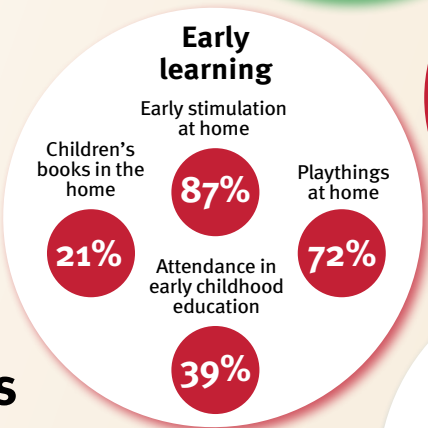 Early
learning
Early stimulation
at home
87%
Children's
books in the
home
21%
Playthings
at home
72%
Attendance in
early childhood
education
39%
s